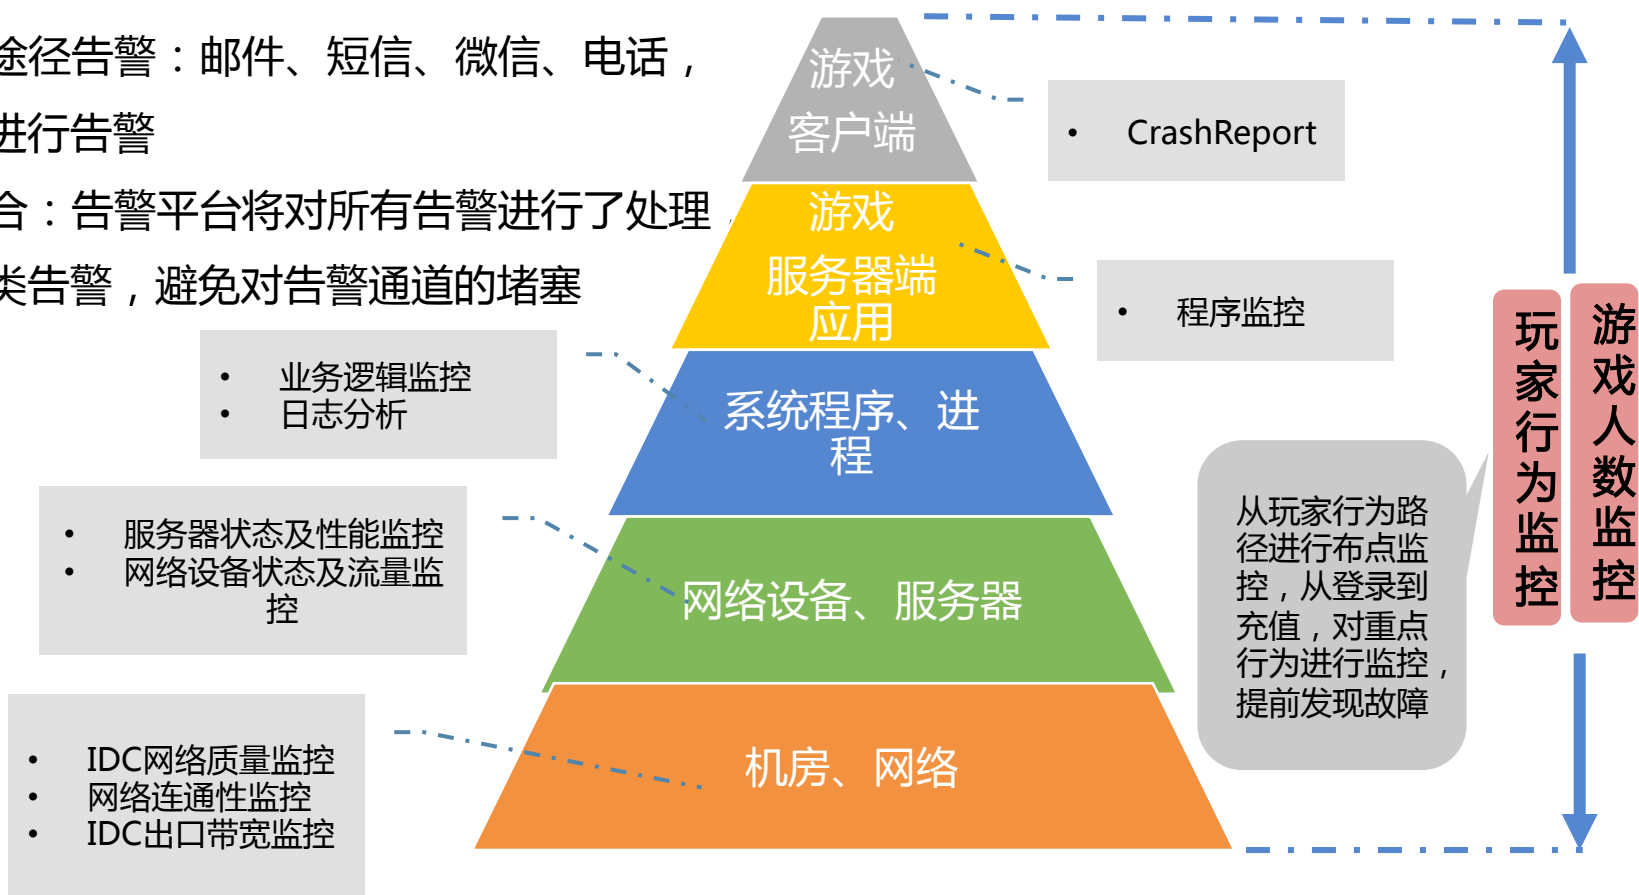 途径告警：邮件、短信、微信、电话，
进行告警
合：告警平台将对所有告警进行了处理
类告警，避免对告警通道的堵塞
游戏
客户端
• CrashReport
游戏
服务器端
应用
• 程序监控
• 业务逻辑监控
• 日志分析
系统程序、进
程
• 服务器状态及性能监控
• 网络设备状态及流量监
控
网络设备、服务器
• IDC网络质量监控
• 网络连通性监控
• IDC出口带宽监控
机房、网络
从玩家行为路
径进行布点监
控，从登录到
充值，对重点
行为进行监控，
提前发现故障
玩家行为监控
游戏人数监控